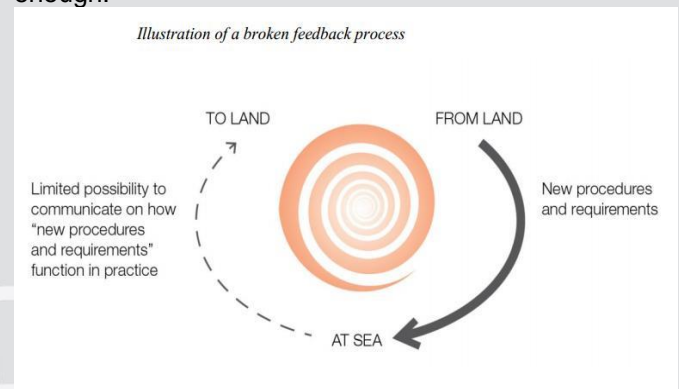 enough.
Illustration of a broken feedback process
TO LAND
FROM LAND
Limited possibility to
communicate on how
“new procedures
and requirements”
function in practice
New procedures
and requirements
AT SEA